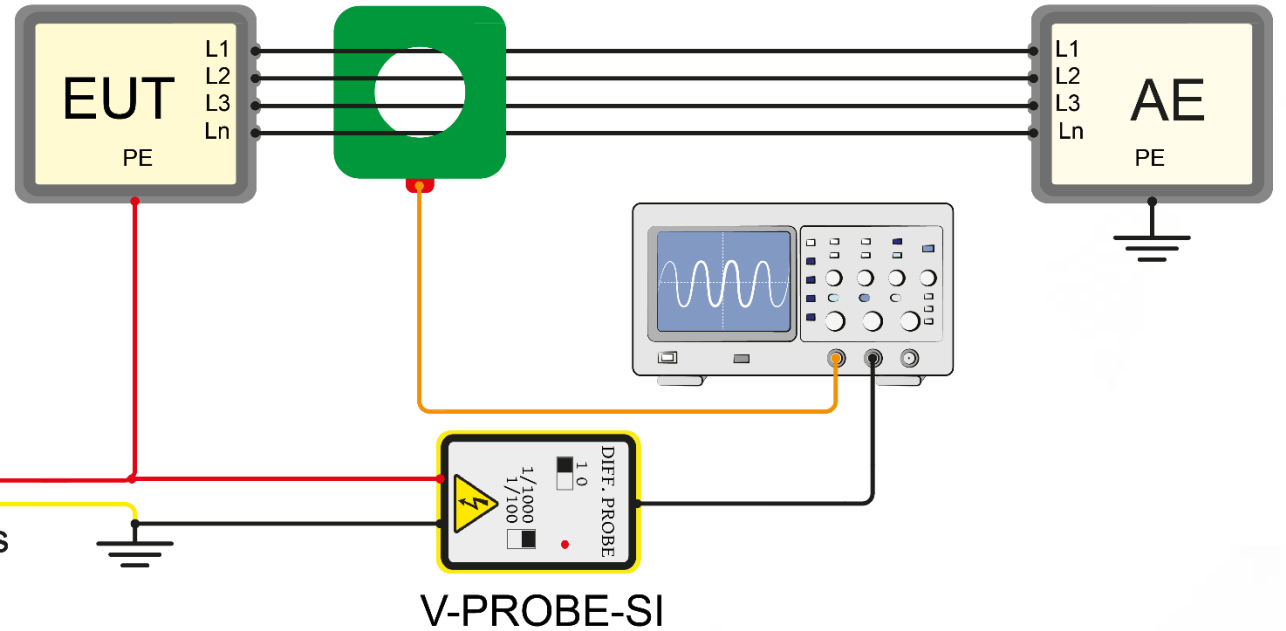 EUT
L1
L2
L3
Ln
PE
L1
L2
L3
Ln
AE
PE
s
DIFF. PROBE
1 0
1/1000
1/100
V-PROBE-SI